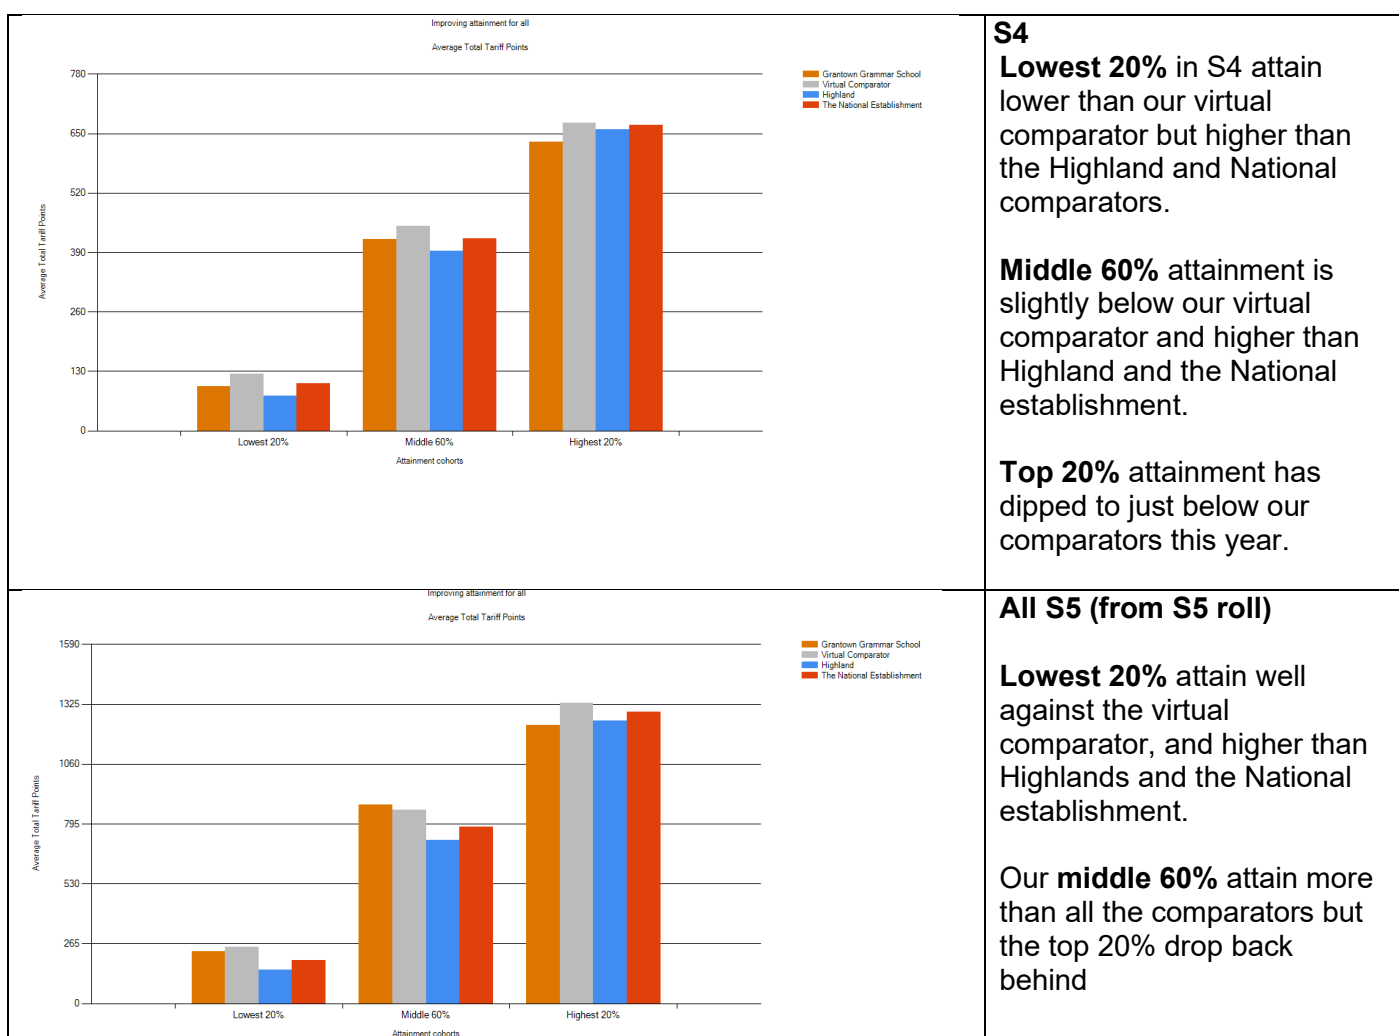 Improving attainment for all
Average Total Tariff Points
780
650
520
390
260
130
0
Average Total Tariff Points
Lowest 20%
Middle 60%
Highest 20%
Attainment cohorts
Grantown Grammar School
Virtual Comparator
Highland
The National Establishment
S4
Lowest 20% in S4 attain
lower than our virtual
comparator but higher than
the Highland and National
comparators.
Middle 60% attainment is
slightly below our virtual
comparator and higher than
Highland and the National
establishment.
Top 20% attainment has
dipped to just below our
comparators this year.
Improving attainment for all
Average Total Tariff Points
1590
1325
1060
795
530
265
0
Average Total Tariff Points
Lowest 20%
Middle 60%
Highest 20%
Attainment cohorts
Grantown Grammar School
Virtual Comparator
Highland
The National Establishment
All S5 (from S5 roll)
Lowest 20% attain well
against the virtual
comparator, and higher than
Highlands and the National
establishment.
Our middle 60% attain more
than all the comparators but
the top 20% drop back
behind